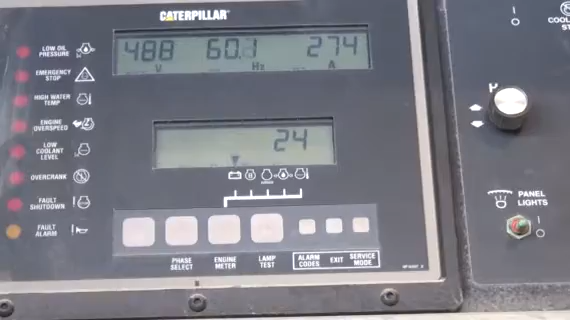 CATERPILLAR
488 60.1 274
V Hz A
LOW OIL
PRESSURE
EMERGENCY
STOP
HIGH WATER
TEMP
ENGINE
OVERSPEED
LOW
COOLANT
LEVEL
OVERCRANK
FAULT
SHUTDOWN
FAULT
ALARM
24
PHASE
SELECT
ENGINE
METER
LAMP
TEST
ALARM
CODES
EXIT
SERVICE
MODE
PANEL
LIGHTS
I
O
I
O